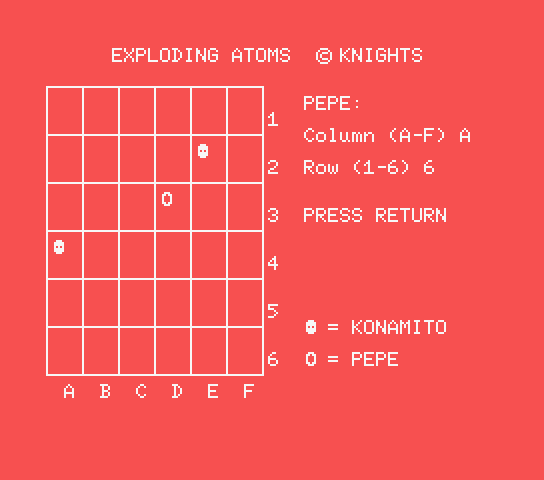 EXPLODING ATOMS © KNIGHTS
PEPE:
Column (A-F) A
Row (1-6) 6
PRESS RETURN
1
2
O
3
4
5
6
= KONAMITO
O = PEPE
A B C D E F